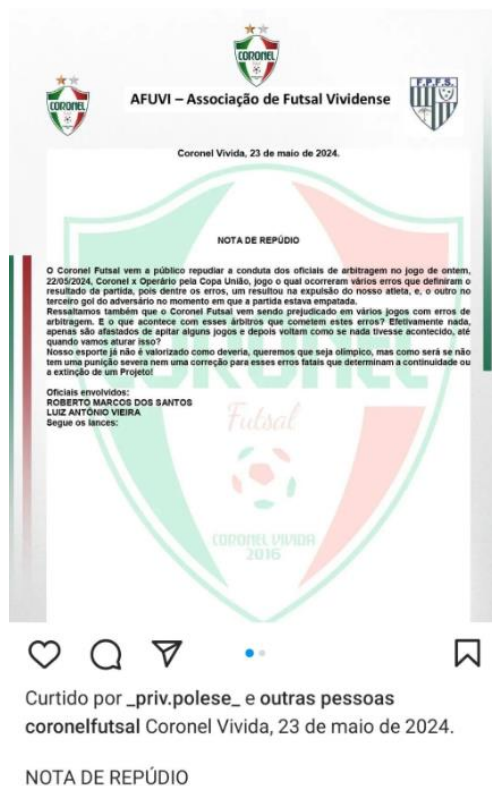 CORONEL
CORONEL
F.P.F.S.
AFUVI – Associação de Futsal Vividense
Coronel Vivida, 23 de maio de 2024.
NOTA DE REPÚDIO
O Coronel Futsal vem a público repudiar a conduta dos oficiais de arbitragem no jogo de ontem,
22/05/2024, Coronel x Operário pela Copa União, jogo o qual ocorreram vários erros que definiram o
resultado da partida, pois dentre os erros, um resultou na expulsão do nosso atleta, e, o outro no
terceiro gol do adversário no momento em que a partida estava empatada.
Ressaltamos também que o Coronel Futsal vem sendo prejudicado em vários jogos com erros de
arbitragem. E o que acontece com esses árbitros que cometem estes erros? Efetivamente nada,
apenas são afastados de apitar alguns jogos e depois voltam como se nada tivesse acontecido, até
quando vamos aturar isso?
Nosso esporte já não é valorizado como deveria, queremos que seja olímpico, mas como será se não
tem uma punição severa nem uma correção para esses erros fatais que determinam a continuidade ou
a extinção de um Projeto!
Oficiais envolvidos:
ROBERTO MARCOS DOS SANTOS
LUIZ ANTÔNIO VIEIRA
Segue os lances:
CORONEL
Futsal
CORONEL VIVIDA
2016
Curtido por _priv.polese_ e outras pessoas
coronelfutsal Coronel Vivida, 23 de maio de 2024.
NOTA DE REPÚDIO